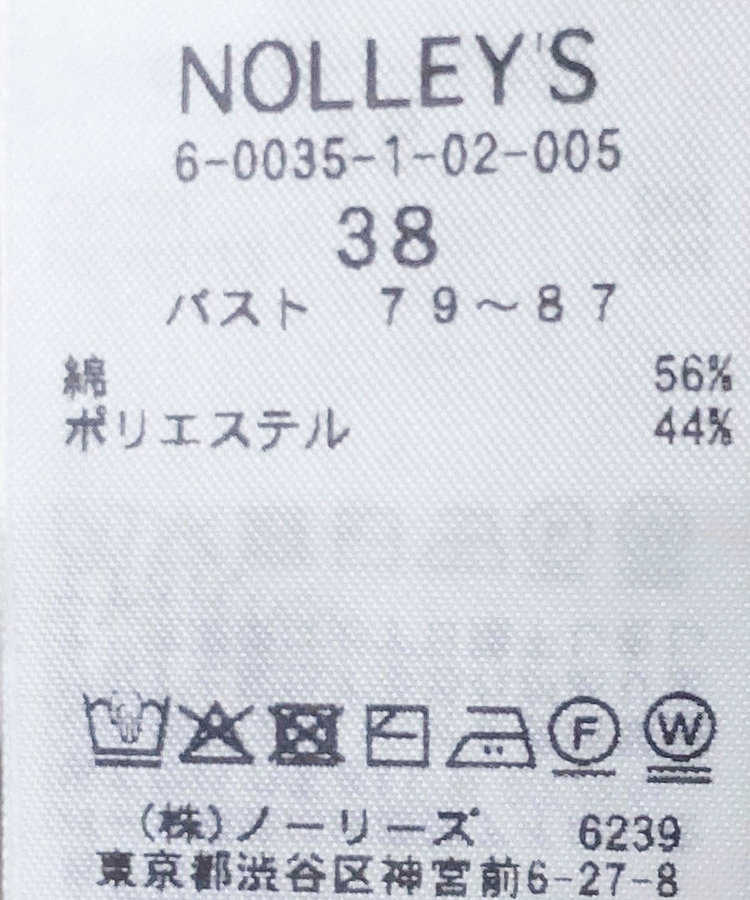 NOLLEY'S
6-0035-1-02-005
38
バスト 79～87
綿 56%
ポリエステル 44%
F W
(株)ノーリーズ 6239
東京都渋谷区神宮前6-27-8